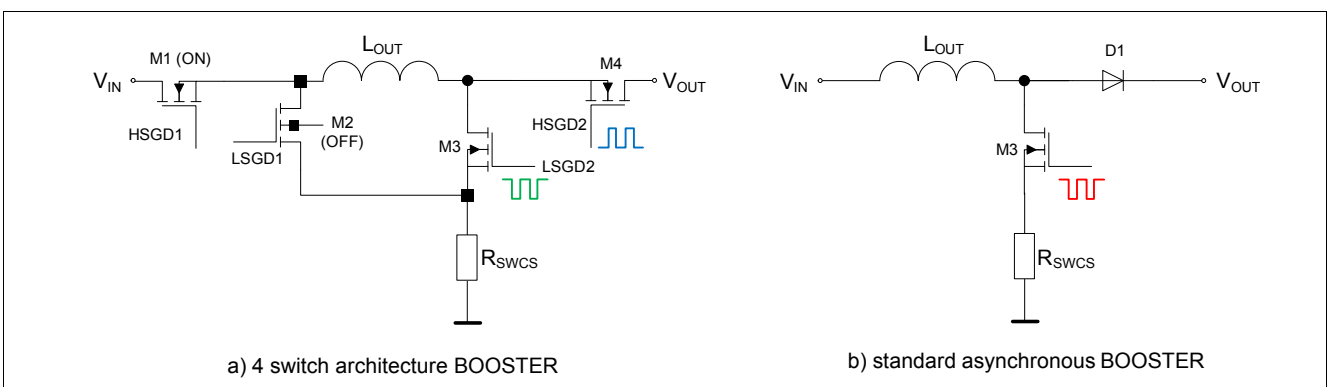 L_OUT
M1 (ON)
V_IN
HSGD1
M2
(OFF)
LSGD1
M4
V_OUT
HSGD2
M3
LSGD2
R_SWCS
a) 4 switch architecture BOOSTER
L_OUT
D1
V_IN
V_OUT
M3
R_SWCS
b) standard asynchronous BOOSTER